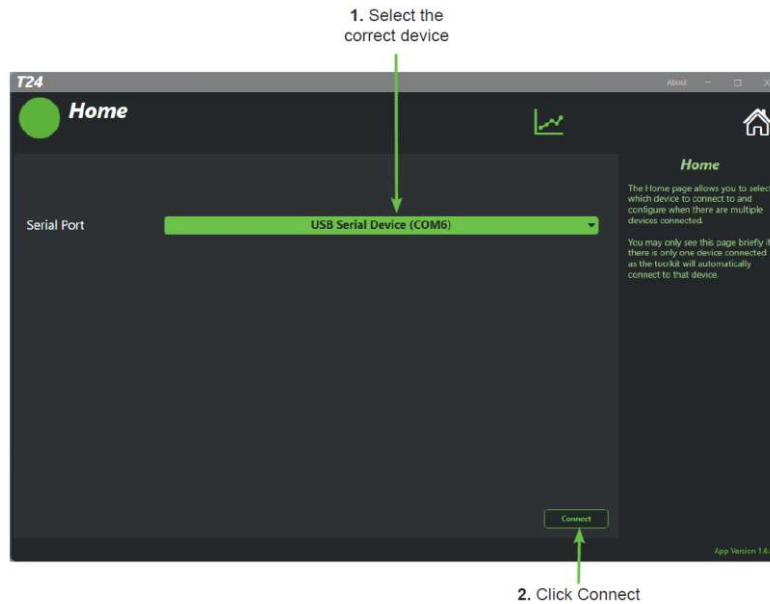 1. Select the
correct device
T24
About
Home
Home
The Home page allows you to select
which device to connect to and
configure when there are multiple
devices connected.
You may only see this page briefly if
there is only one device connected
as the toolkit will automatically
connect to that device.
Serial Port
USB Serial Device (COM6)
Connect
App Version 1.6.
2. Click Connect